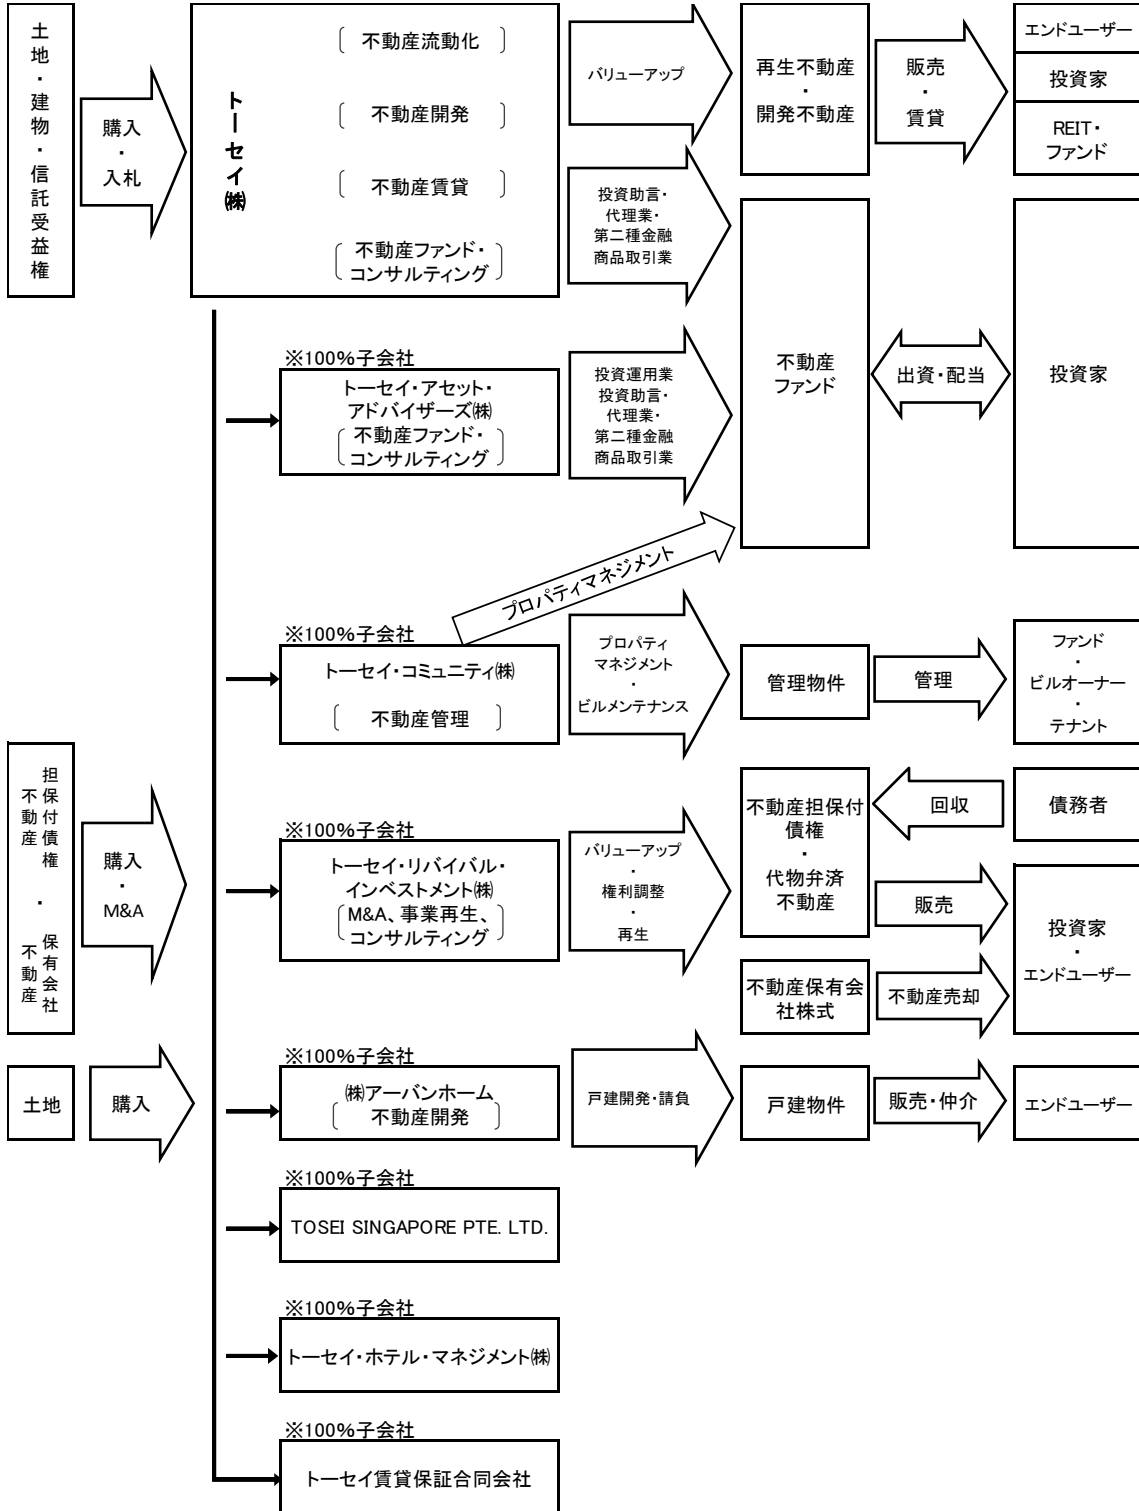 土地・建物・信託受益権
購入
・
入札
トーセイ㈱
不動産流動化
不動産開発
不動産賃貸
不動産ファンド・
コンサルティング
バリューアップ
投資助言・
代理業・
第二種金融
商品取引業
再生不動産
・
開発不動産
販売
・
賃貸
エンドユーザー
投資家
REIT・
ファンド
※100%子会社
トーセイ・アセット・
アドバイザーズ㈱
不動産ファンド・
コンサルティング
投資運用業
投資助言・
代理業・
第二種金融
商品取引業
不動産
ファンド
出資・配当
投資家
プロパティマネジメント
※100%子会社
トーセイ・コミュニティ㈱
不動産管理
プロパティ
マネジメント
・
ビルメンテナンス
管理物件
管理
ファンド
・
ビルオーナー
・
テナント
担保付債権・保有会社
不動産　不動産
購入
・
M&A
※100%子会社
トーセイ・リバイバル・
インベストメント㈱
M&A、事業再生、
コンサルティング
バリューアップ
・
権利調整
・
再生
不動産担保付
債権
・
代物弁済
不動産
回収
債務者
販売
投資家
・
エンドユーザー
不動産保有会
社株式
不動産売却
土地
購入
※100%子会社
㈱アーバンホーム
不動産開発
戸建開発・請負
戸建物件
販売・仲介
エンドユーザー
※100%子会社
TOSEI SINGAPORE PTE. LTD.
※100%子会社
トーセイ・ホテル・マネジメント㈱
※100%子会社
トーセイ賃貸保証合同会社